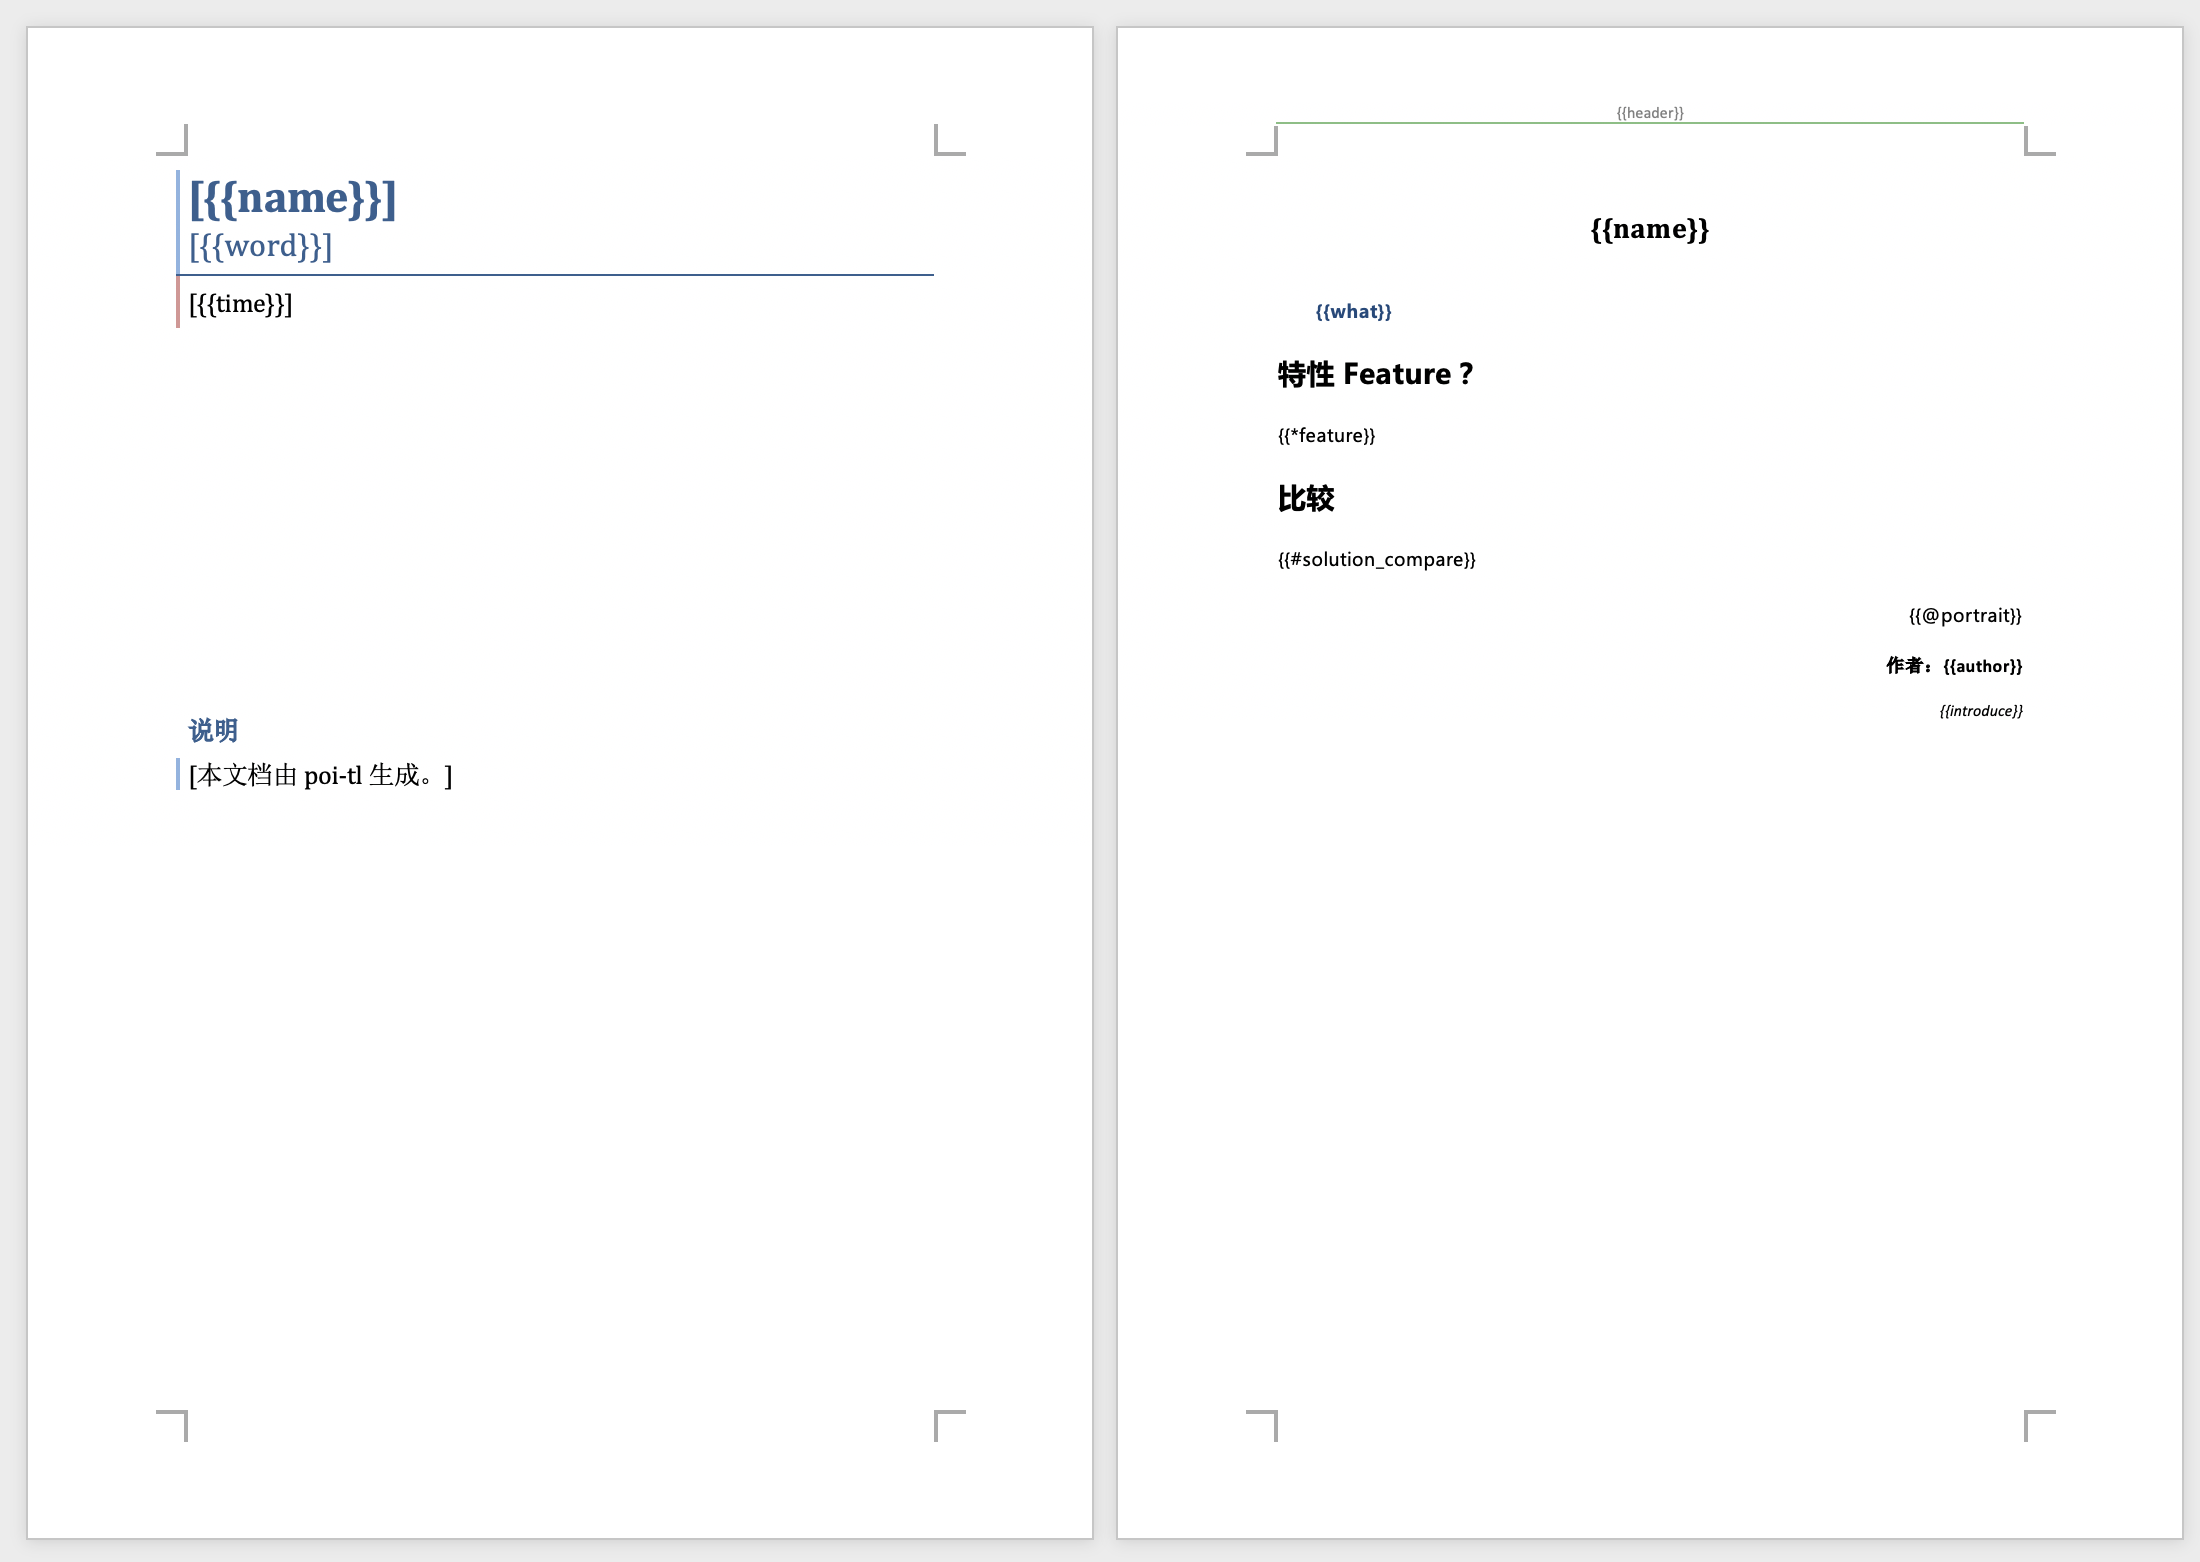 [{{name}}]
[{{word}}]
[{{time}}]
说明
[本文档由 poi-tl 生成。]
{{header}}
{{name}}
{{what}}
特性 Feature？
{{*feature}}
比较
{{#solution_compare}}
{{@portrait}}
作者：{{author}}
{{introduce}}